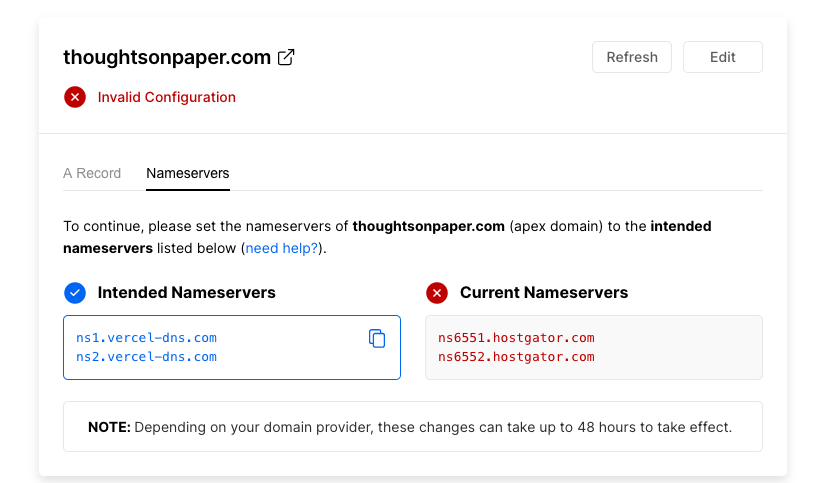 thoughtsonpaper.com
Refresh
Edit
Invalid Configuration
A Record
Nameservers
To continue, please set the nameservers of thoughtsonpaper.com (apex domain) to the intended
nameservers listed below (need help?).
Intended Nameservers
ns1.vercel-dns.com
ns2.vercel-dns.com
Current Nameservers
ns6551.hostgator.com
ns6552.hostgator.com
NOTE: Depending on your domain provider, these changes can take up to 48 hours to take effect.